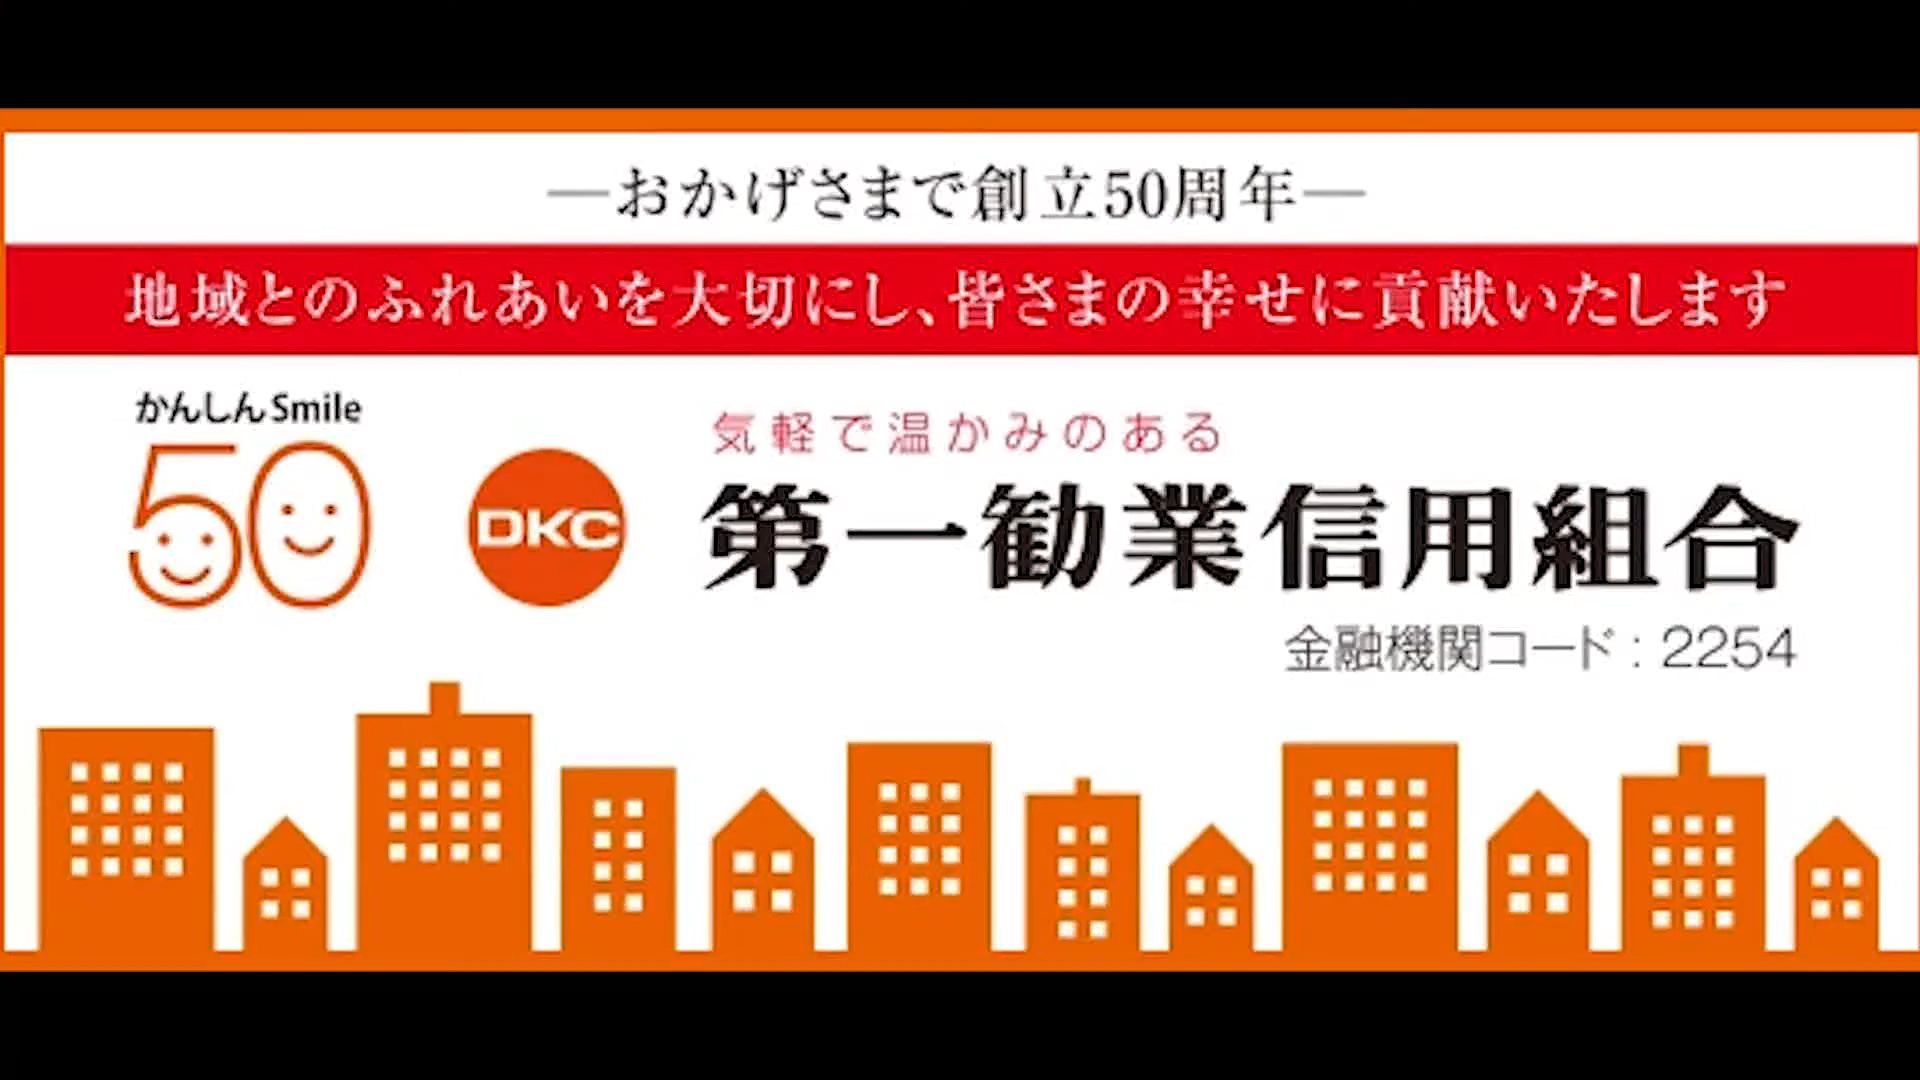 ―おかげさまで創立50周年―
地域とのふれあいを大切にし、皆さまの幸せに貢献いたします
かんしんSmile
50
DKC
気軽で温かみのある
第一勧業信用組合
金融機関コード：2254